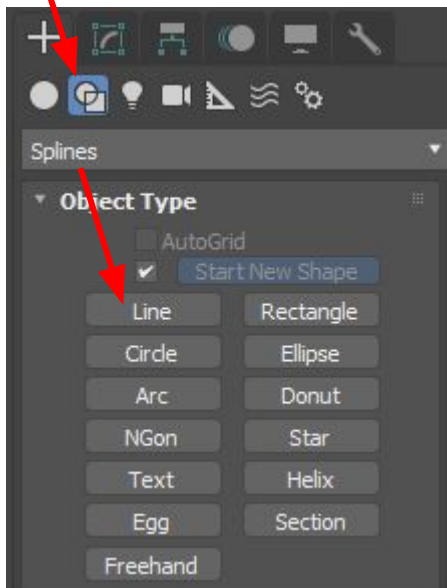 Splines
Object Type
AutoGrid
Start New Shape
Line Rectangle
Circle Ellipse
Arc Donut
NGon Star
Text Helix
Egg Section
Freehand